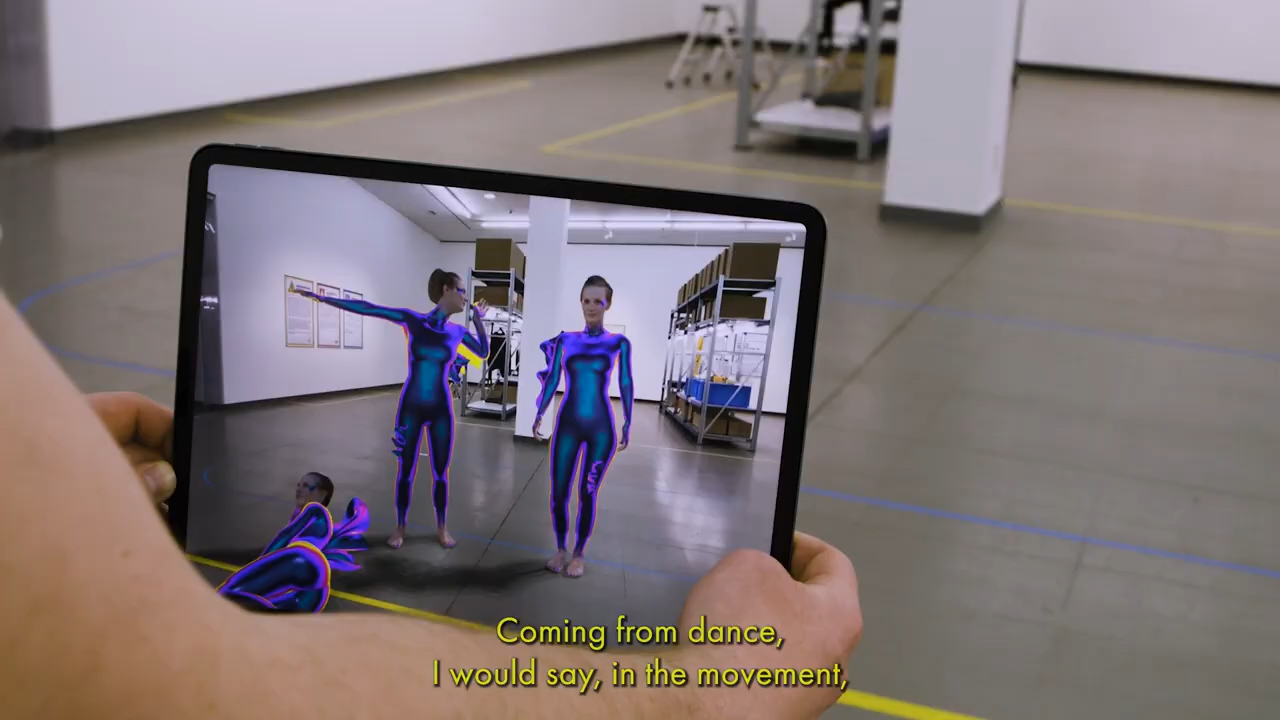 Coming from dance,
I would say, in the movement,